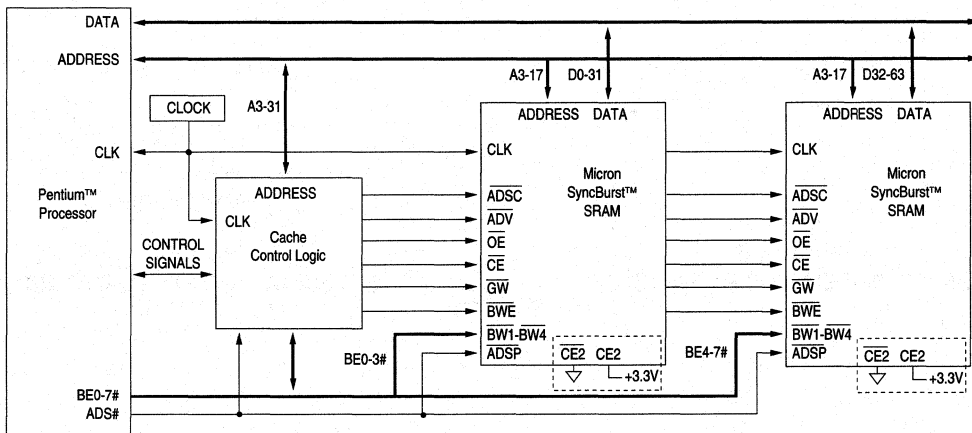 DATA
ADDRESS
A3-31
A3-17 D0-31
A3-17 D32-63
CLOCK
CLK
Pentium™
Processor
CONTROL
SIGNALS
BE0-7#
ADS#
ADDRESS
CLK
Cache
Control Logic
BE0-3#
ADDRESS DATA
CLK
Micron
SyncBurst™
SRAM
ADSC
ADV
OE
CE
GW
BWE
BW1-BW4
ADSP
CE2 CE2
+3.3V
BE4-7#
ADDRESS DATA
CLK
Micron
SyncBurst™
SRAM
ADSC
ADV
OE
CE
GW
BWE
BW1-BW4
ADSP
CE2 CE2
+3.3V